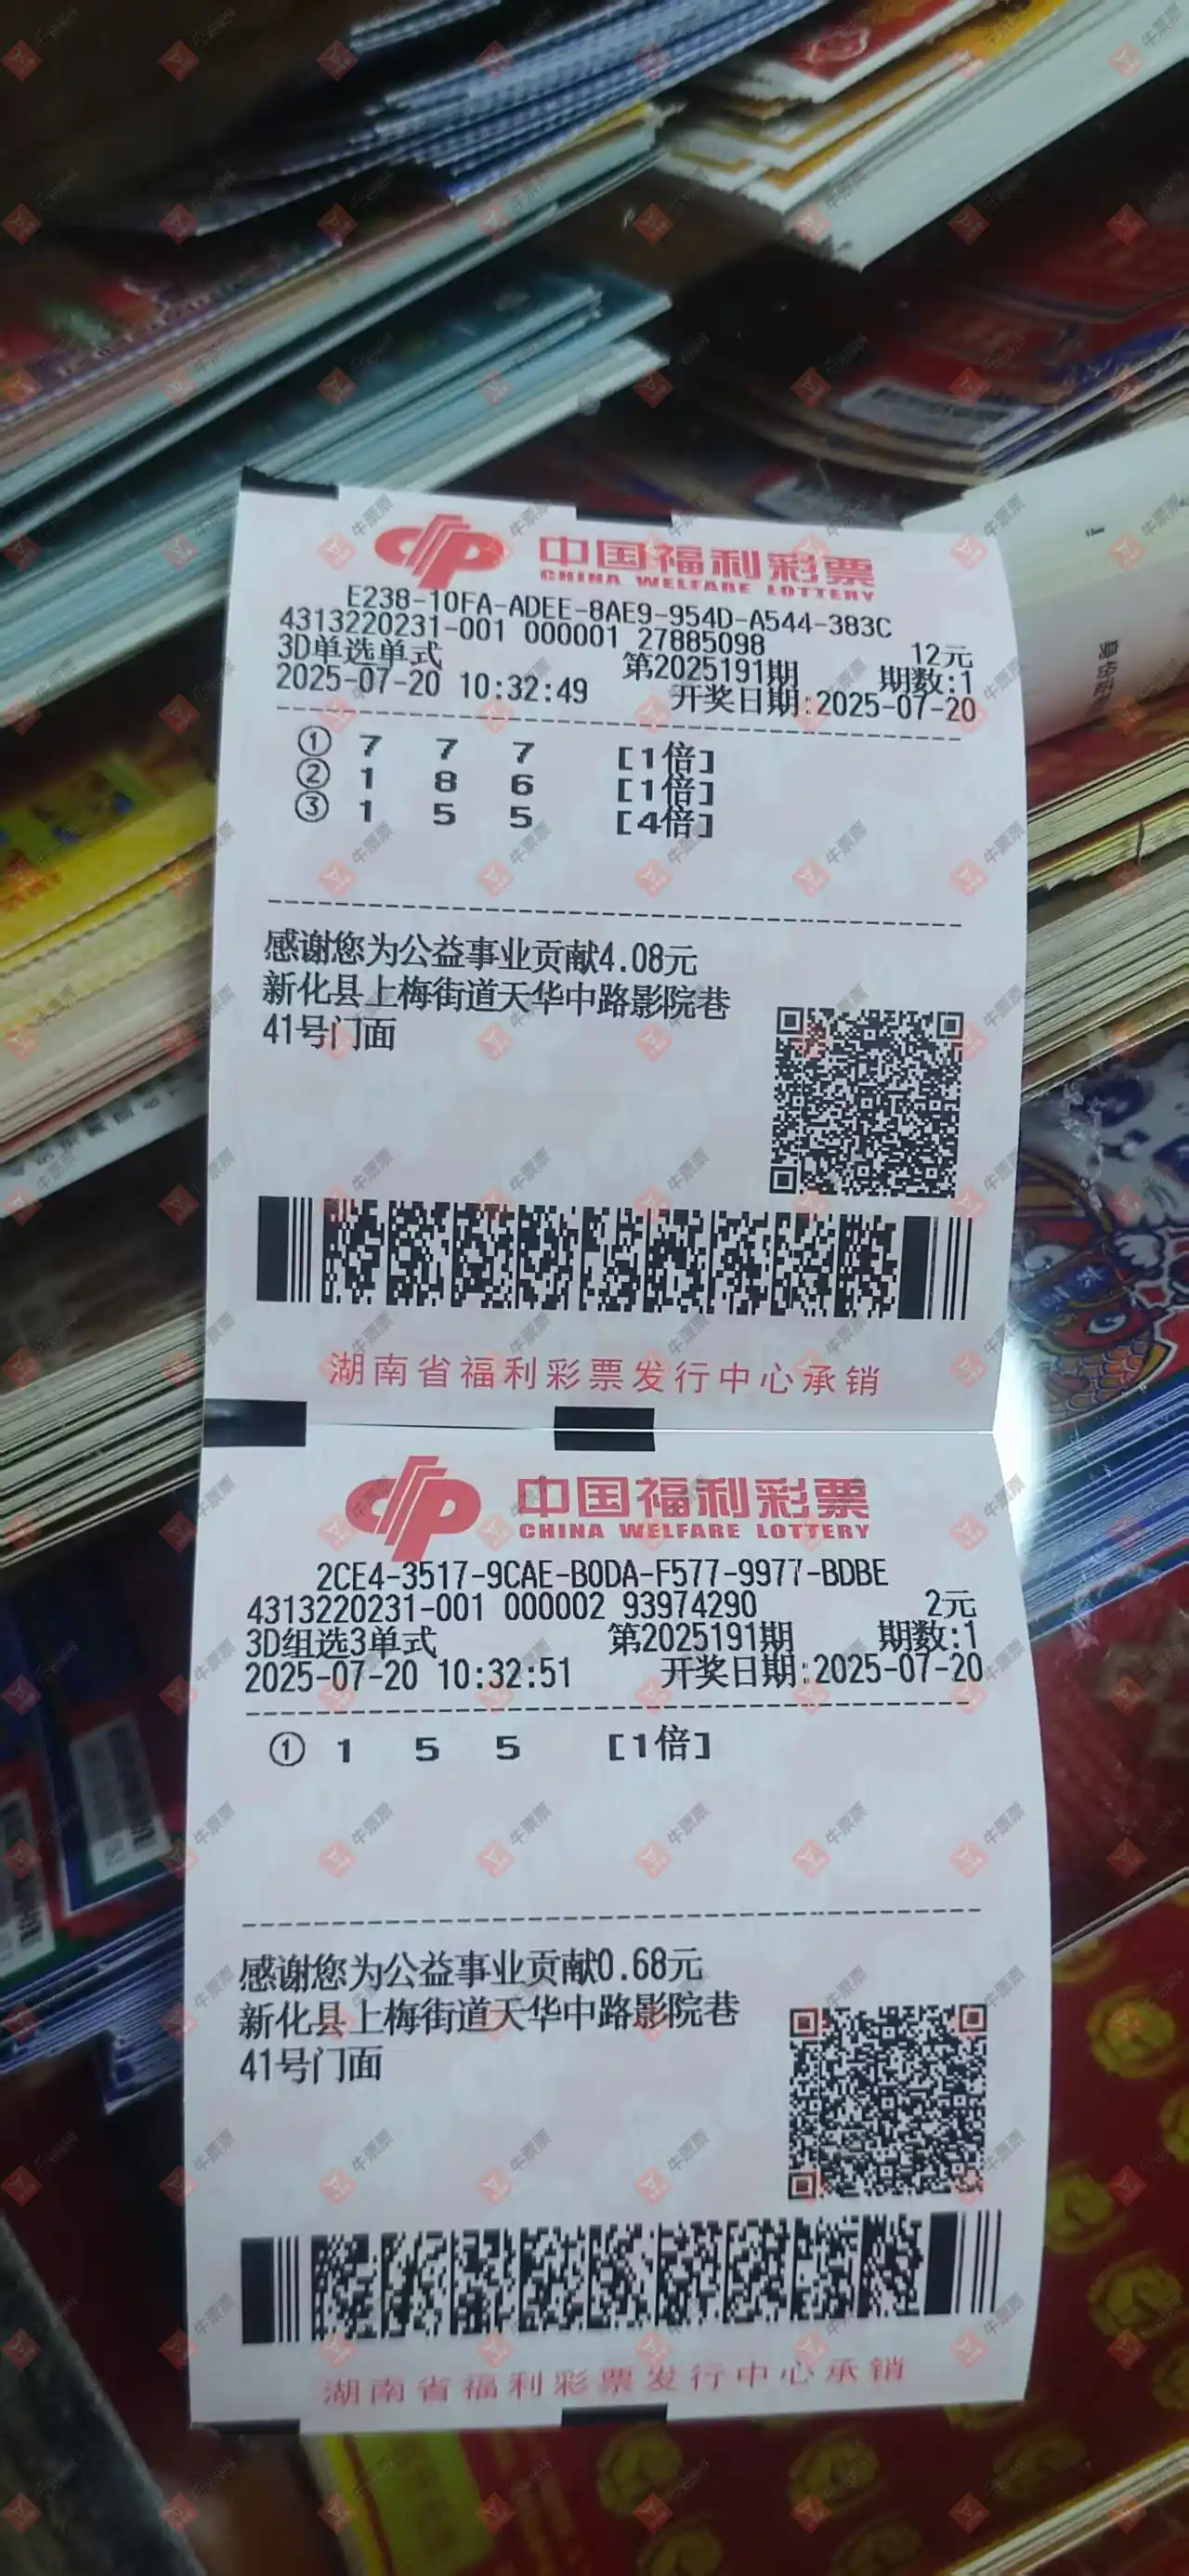 中国福利彩票
CHINA WELFARE LOTTERY
E238-10FA-ADEE-8AE9-954D-A544-383C
4313220231-001 000001 27885098 12元
3D单选单式 第2025191期 期数:1
2025-07-20 10:32:49 开奖日期:2025-07-20
① 7 7 7 [1倍]
② 1 8 6 [1倍]
③ 1 5 5 [4倍]
感谢您为公益事业贡献4.08元
新化县上梅街道天华中路影院巷
41号门面
湖南省福利彩票发行中心承销
中国福利彩票
CHINA WELFARE LOTTERY
2CE4-3517-9CAE-B0DA-F577-9977-BDBE
4313220231-001 000002 93974290 2元
3D组选3单式 第2025191期 期数:1
2025-07-20 10:32:51 开奖日期:2025-07-20
① 1 5 5 [1倍]
感谢您为公益事业贡献0.68元
新化县上梅街道天华中路影院巷
41号门面
湖南省福利彩票发行中心承销
牛票票